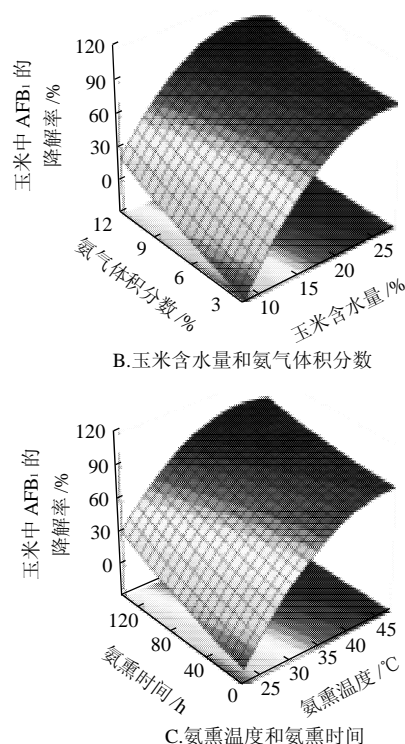 120
90
60
30
0
玉米中 AFB₁ 的
降解率/%
12
9
6
3
氨气体积分数/%
10
15
20
25
玉米含水量/%
B.玉米含水量和氨气体积分数
120
90
60
30
0
玉米中 AFB₁ 的
降解率/%
120
80
40
0
氨熏时间/h
25
30
35
40
45
氨熏温度/℃
C.氨熏温度和氨熏时间